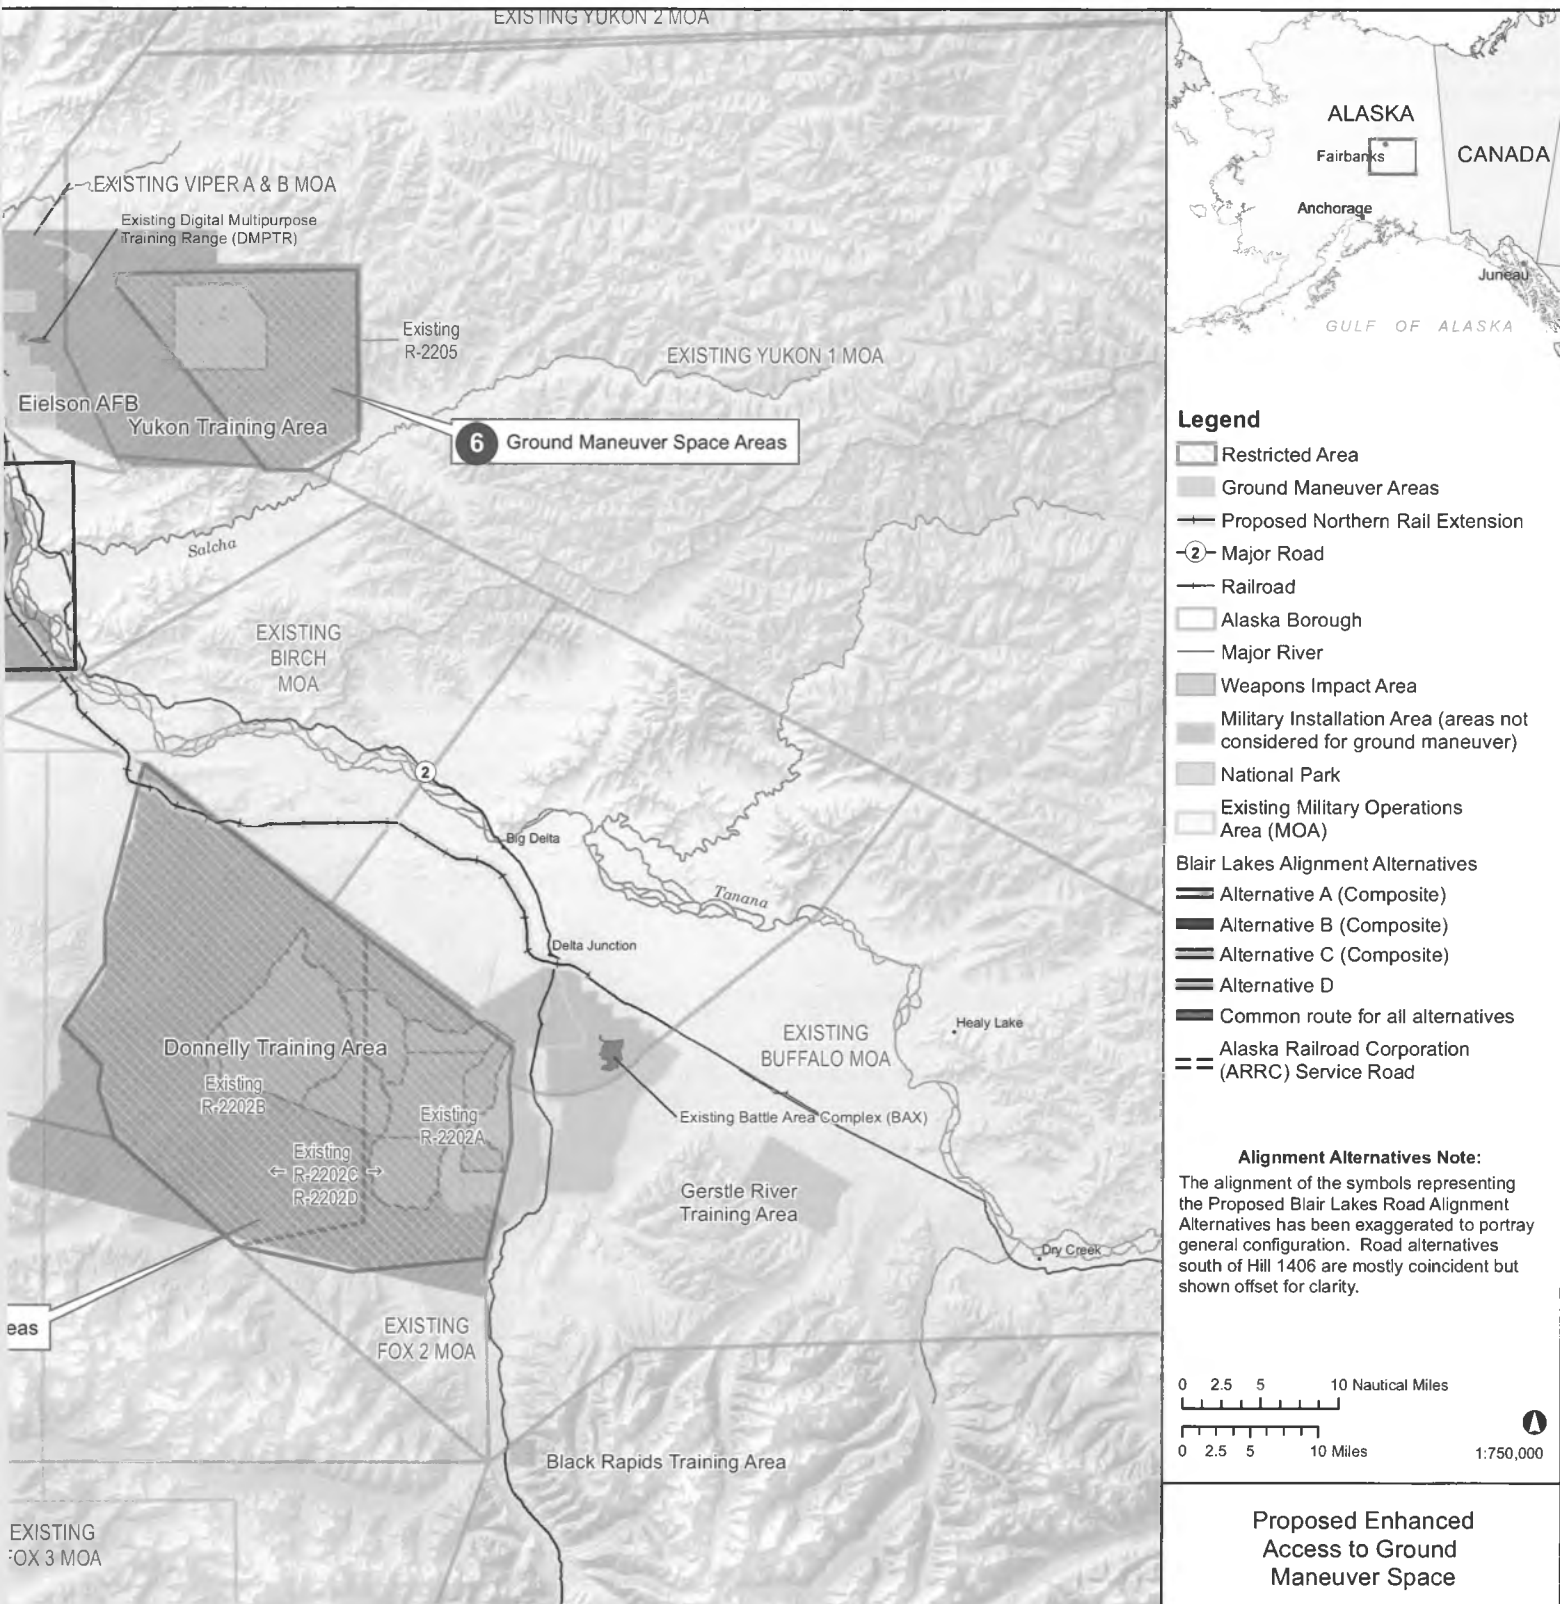 EXISTING YUKON 2 MOA
EXISTING VIPER A & B MOA
Existing Digital Multipurpose
Training Range (DMPTR)
Existing
R-2205
EXISTING YUKON 1 MOA
Eielson AFB
Yukon Training Area
6 Ground Maneuver Space Areas
Salcha
EXISTING
BIRCH
MOA
2
Big Delta
Tanana
Delta Junction
Healy Lake
EXISTING
BUFFALO MOA
Donnelly Training Area
Existing
R-2202B
Existing
R-2202A
Existing
← R-2202C →
R-2202D
Existing Battle Area Complex (BAX)
Gerstle River
Training Area
Dry Creek
eas
EXISTING
FOX 2 MOA
Black Rapids Training Area
EXISTING
FOX 3 MOA
ALASKA
Fairbanks
CANADA
Anchorage
Juneau
GULF OF ALASKA
Legend
Restricted Area
Ground Maneuver Areas
Proposed Northern Rail Extension
2 Major Road
Railroad
Alaska Borough
Major River
Weapons Impact Area
Military Installation Area (areas not
considered for ground maneuver)
National Park
Existing Military Operations
Area (MOA)
Blair Lakes Alignment Alternatives
Alternative A (Composite)
Alternative B (Composite)
Alternative C (Composite)
Alternative D
Common route for all alternatives
Alaska Railroad Corporation
(ARRC) Service Road
Alignment Alternatives Note:
The alignment of the symbols representing
the Proposed Blair Lakes Road Alignment
Alternatives has been exaggerated to portray
general configuration. Road alternatives
south of Hill 1406 are mostly coincident but
shown offset for clarity.
0 2.5 5 10 Nautical Miles
0 2.5 5 10 Miles
1:750,000
Proposed Enhanced
Access to Ground
Maneuver Space